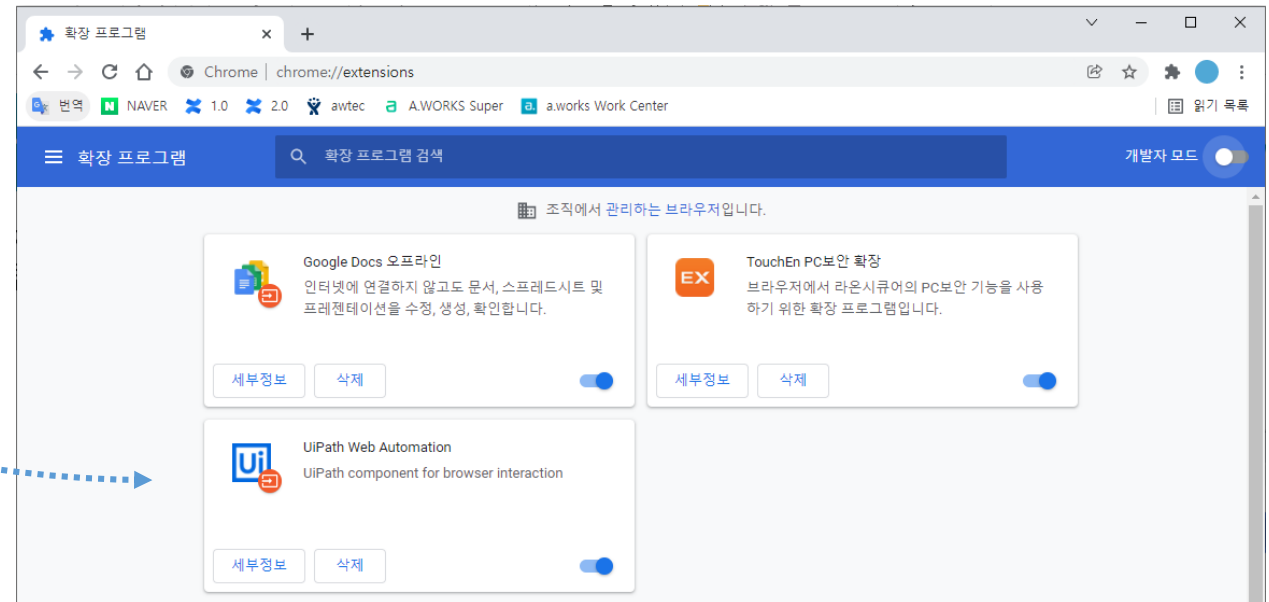 확장 프로그램
Chrome | chrome://extensions
번역 NAVER 1.0 2.0 awtec A.WORKS Super a.works Work Center 읽기 목록
확장 프로그램 확장 프로그램 검색 개발자 모드
조직에서 관리하는 브라우저입니다.
Google Docs 오프라인
인터넷에 연결하지 않고도 문서, 스프레드시트 및
프레젠테이션을 수정, 생성, 확인합니다.
세부정보 삭제
EX
TouchEn PC보안 확장
브라우저에서 라온시큐어의 PC보안 기능을 사용
하기 위한 확장 프로그램입니다.
세부정보 삭제
Ui
UiPath Web Automation
UiPath component for browser interaction
세부정보 삭제